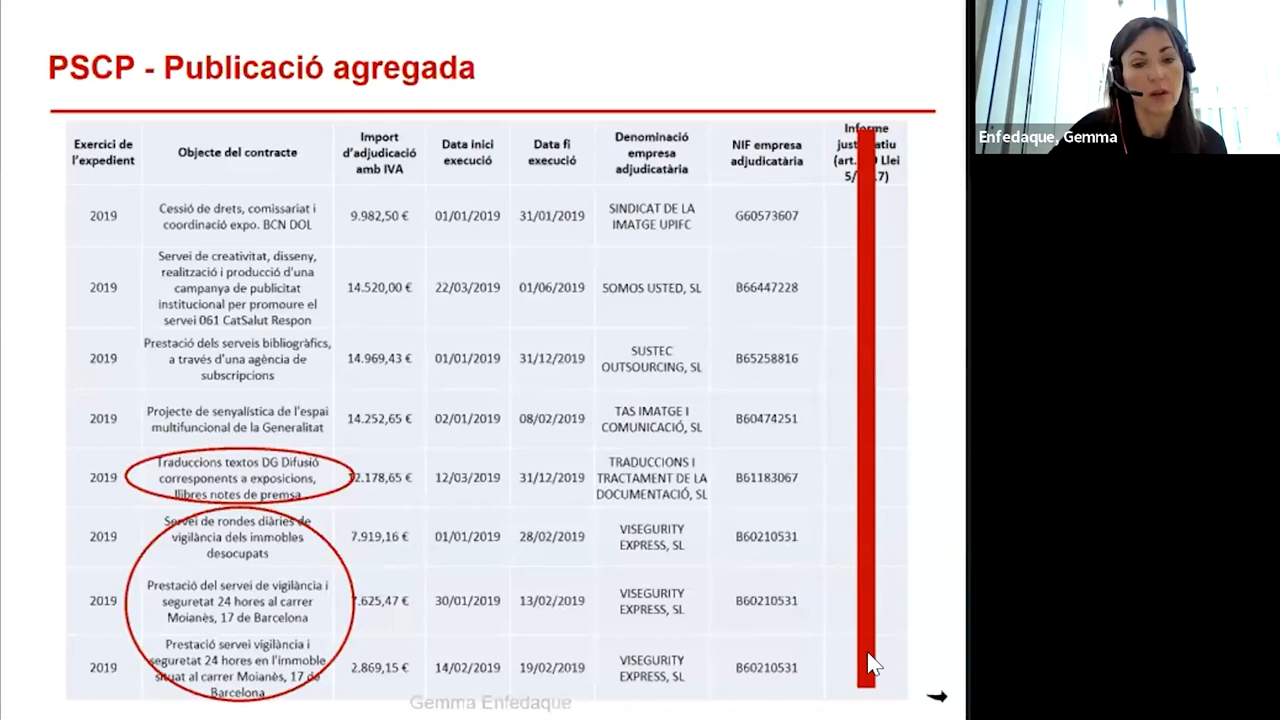 PSCP - Publicació agregada
Enfedaque, Gemma
Exercici de
l'expedient
Objecte del contracte
Import
d'adjudicació
amb IVA
Data inici
execució
Data fi
execució
Denominació
empresa
adjudicatària
NIF empresa
adjudicatària
Llei
2019
Cessió de drets, comissariat i
coordinació expo. BCN DOL
9.982,50 €
01/01/2019
31/01/2019
SINDICAT DE LA
IMATGE UPIFC
G60573607
2019
Servei de creativitat, disseny,
realització i producció d'una
campanya de publicitat
institucional per promoure el
servei 061 CatSalut Respon
14.520,00 €
22/03/2019
01/06/2019
SOMOS USTED, SL
B66447228
2019
Prestació dels serveis bibliogràfics,
a través d'una agència de
subscripcions
14.969,43 €
01/01/2019
31/12/2019
SUSTEC
OUTSOURCING, SL
B65258816
2019
Projecte de senyalística de l'espai
multifuncional de la Generalitat
14.252,65 €
02/01/2019
08/02/2019
TAS IMATGE I
COMUNICACIÓ, SL
B60474251
2019
Traduccions textos DG Difusió
corresponents a exposicions,
llibres notes de premsa
12.178,65 €
12/03/2019
31/12/2019
TRADUCCIONS I
TRACTAMENT DE LA
DOCUMENTACIÓ, SL
B61183067
2019
Servei de rondes diàries de
vigilància dels immobles
desocupats
7.919,16 €
01/01/2019
28/02/2019
VISEGURITY
EXPRESS, SL
B60210531
2019
Prestació del servei de vigilància i
seguretat 24 hores al carrer
Moianès, 17 de Barcelona
7.625,47 €
30/01/2019
13/02/2019
VISEGURITY
EXPRESS, SL
B60210531
2019
Prestació servei vigilància i
seguretat 24 hores en l'immoble
situat al carrer Moianès, 17 de
Barcelona
2.869,15 €
14/02/2019
19/02/2019
VISEGURITY
EXPRESS, SL
B60210531
Gemma Enfedaque